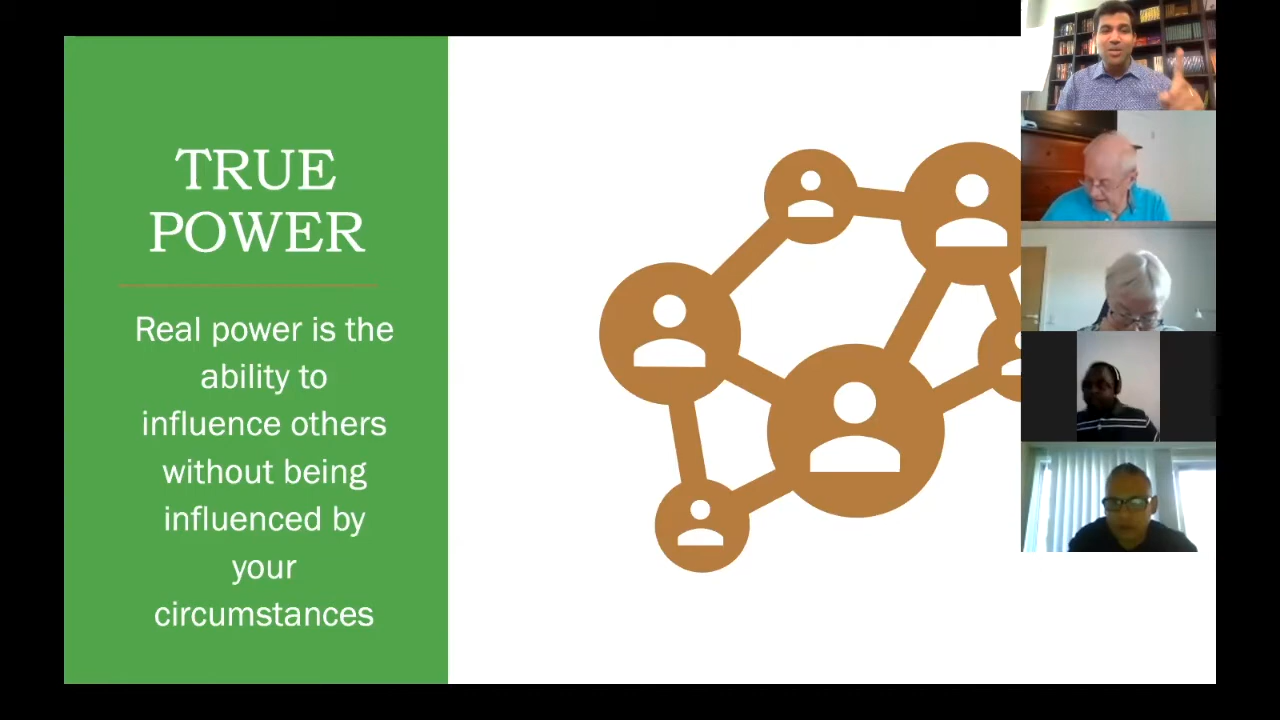 TRUE
POWER
Real power is the
ability to
influence others
without being
influenced by
your
circumstances